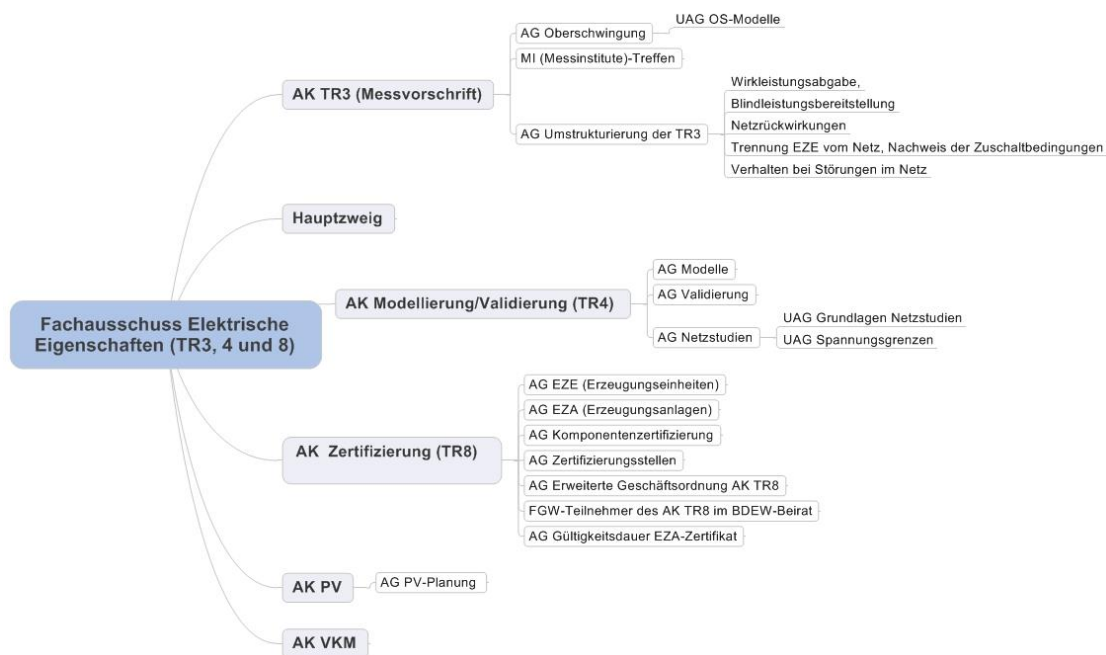 Fachausschuss Elektrische
Eigenschaften (TR3, 4 und 8)
AK TR3 (Messvorschrift)
AG Oberschwingung
UAG OS-Modelle
MI (Messinstitute)-Treffen
AG Umstrukturierung der TR3
Wirkleistungsabgabe,
Blindleistungsbereitstellung
Netzrückwirkungen
Trennung EZE vom Netz, Nachweis der Zuschaltbedingungen
Verhalten bei Störungen im Netz
Hauptzweig
AK Modellierung/Validierung (TR4)
AG Modelle
AG Validierung
AG Netzstudien
UAG Grundlagen Netzstudien
UAG Spannungsgrenzen
AK Zertifizierung (TR8)
AG EZE (Erzeugungseinheiten)
AG EZA (Erzeugungsanlagen)
AG Komponentenzertifizierung
AG Zertifizierungsstellen
AG Erweiterte Geschäftsordnung AK TR8
FGW-Teilnehmer des AK TR8 im BDEW-Beirat
AG Gültigkeitsdauer EZA-Zertifikat
AK PV
AG PV-Planung
AK VKM